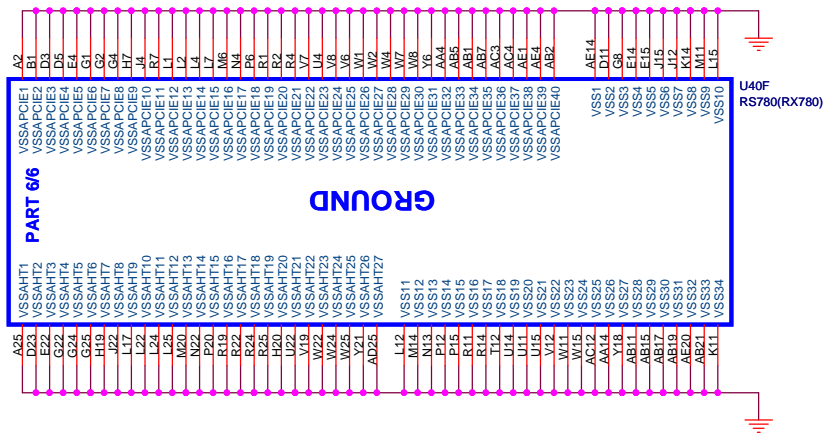 A2
B1
D3
D5
E4
G1
G2
G4
H7
J4
R7
L1
L2
L4
L7
M6
N4
P6
R1
R2
R4
V7
U4
V8
V6
W1
W2
W4
W7
W8
Y6
AA4
AB5
AB1
AB7
AC3
AC4
AE1
AE4
AB2
AE14
D11
G8
E14
E15
J15
J12
K14
M11
L15
U40F
RS780(RX780)
VSSAPCIE1
VSSAPCIE2
VSSAPCIE3
VSSAPCIE4
VSSAPCIE5
VSSAPCIE6
VSSAPCIE7
VSSAPCIE8
VSSAPCIE9
VSSAPCIE10
VSSAPCIE11
VSSAPCIE12
VSSAPCIE13
VSSAPCIE14
VSSAPCIE15
VSSAPCIE16
VSSAPCIE17
VSSAPCIE18
VSSAPCIE19
VSSAPCIE20
VSSAPCIE21
VSSAPCIE22
VSSAPCIE23
VSSAPCIE24
VSSAPCIE25
VSSAPCIE26
VSSAPCIE27
VSSAPCIE28
VSSAPCIE29
VSSAPCIE30
VSSAPCIE31
VSSAPCIE32
VSSAPCIE33
VSSAPCIE34
VSSAPCIE35
VSSAPCIE36
VSSAPCIE37
VSSAPCIE38
VSSAPCIE39
VSSAPCIE40
VSS1
VSS2
VSS3
VSS4
VSS5
VSS6
VSS7
VSS8
VSS9
VSS10
PART 6/6
GROUND
VSSAHT1
VSSAHT2
VSSAHT3
VSSAHT4
VSSAHT5
VSSAHT6
VSSAHT7
VSSAHT8
VSSAHT9
VSSAHT10
VSSAHT11
VSSAHT12
VSSAHT13
VSSAHT14
VSSAHT15
VSSAHT16
VSSAHT17
VSSAHT18
VSSAHT19
VSSAHT20
VSSAHT21
VSSAHT22
VSSAHT23
VSSAHT24
VSSAHT25
VSSAHT26
VSSAHT27
VSS11
VSS12
VSS13
VSS14
VSS15
VSS16
VSS17
VSS18
VSS19
VSS20
VSS21
VSS22
VSS23
VSS24
VSS25
VSS26
VSS27
VSS28
VSS29
VSS30
VSS31
VSS32
VSS33
VSS34
A25
D23
E22
G22
G24
G25
H19
J22
L17
L22
L24
L25
M20
N22
P20
R19
R22
R24
R25
H20
U22
V19
W22
W24
W25
Y21
AD25
L12
M14
N13
P12
P15
R11
R14
T12
U14
U11
U15
V12
W11
W15
AC12
AA14
Y18
AB11
AB15
AB17
AB19
AE20
AB21
K11